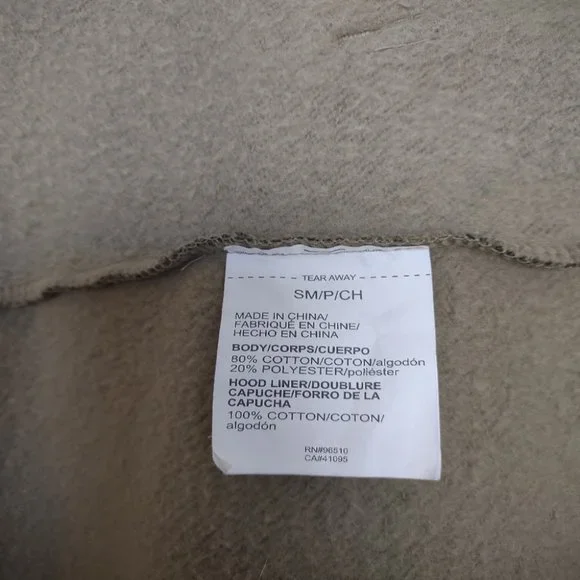 TEAR AWAY
SM/P/CH
MADE IN CHINA/
FABRIQUÉ EN CHINE/
HECHO EN CHINA
BODY/CORPS/CUERPO
80% COTTON/COTON/algodón
20% POLYESTER/poliéster
HOOD LINER/DOUBLURE
CAPUCHE/FORRO DE LA
CAPUCHA
100% COTTON/COTON/
algodón
RN#96510
CA#41095